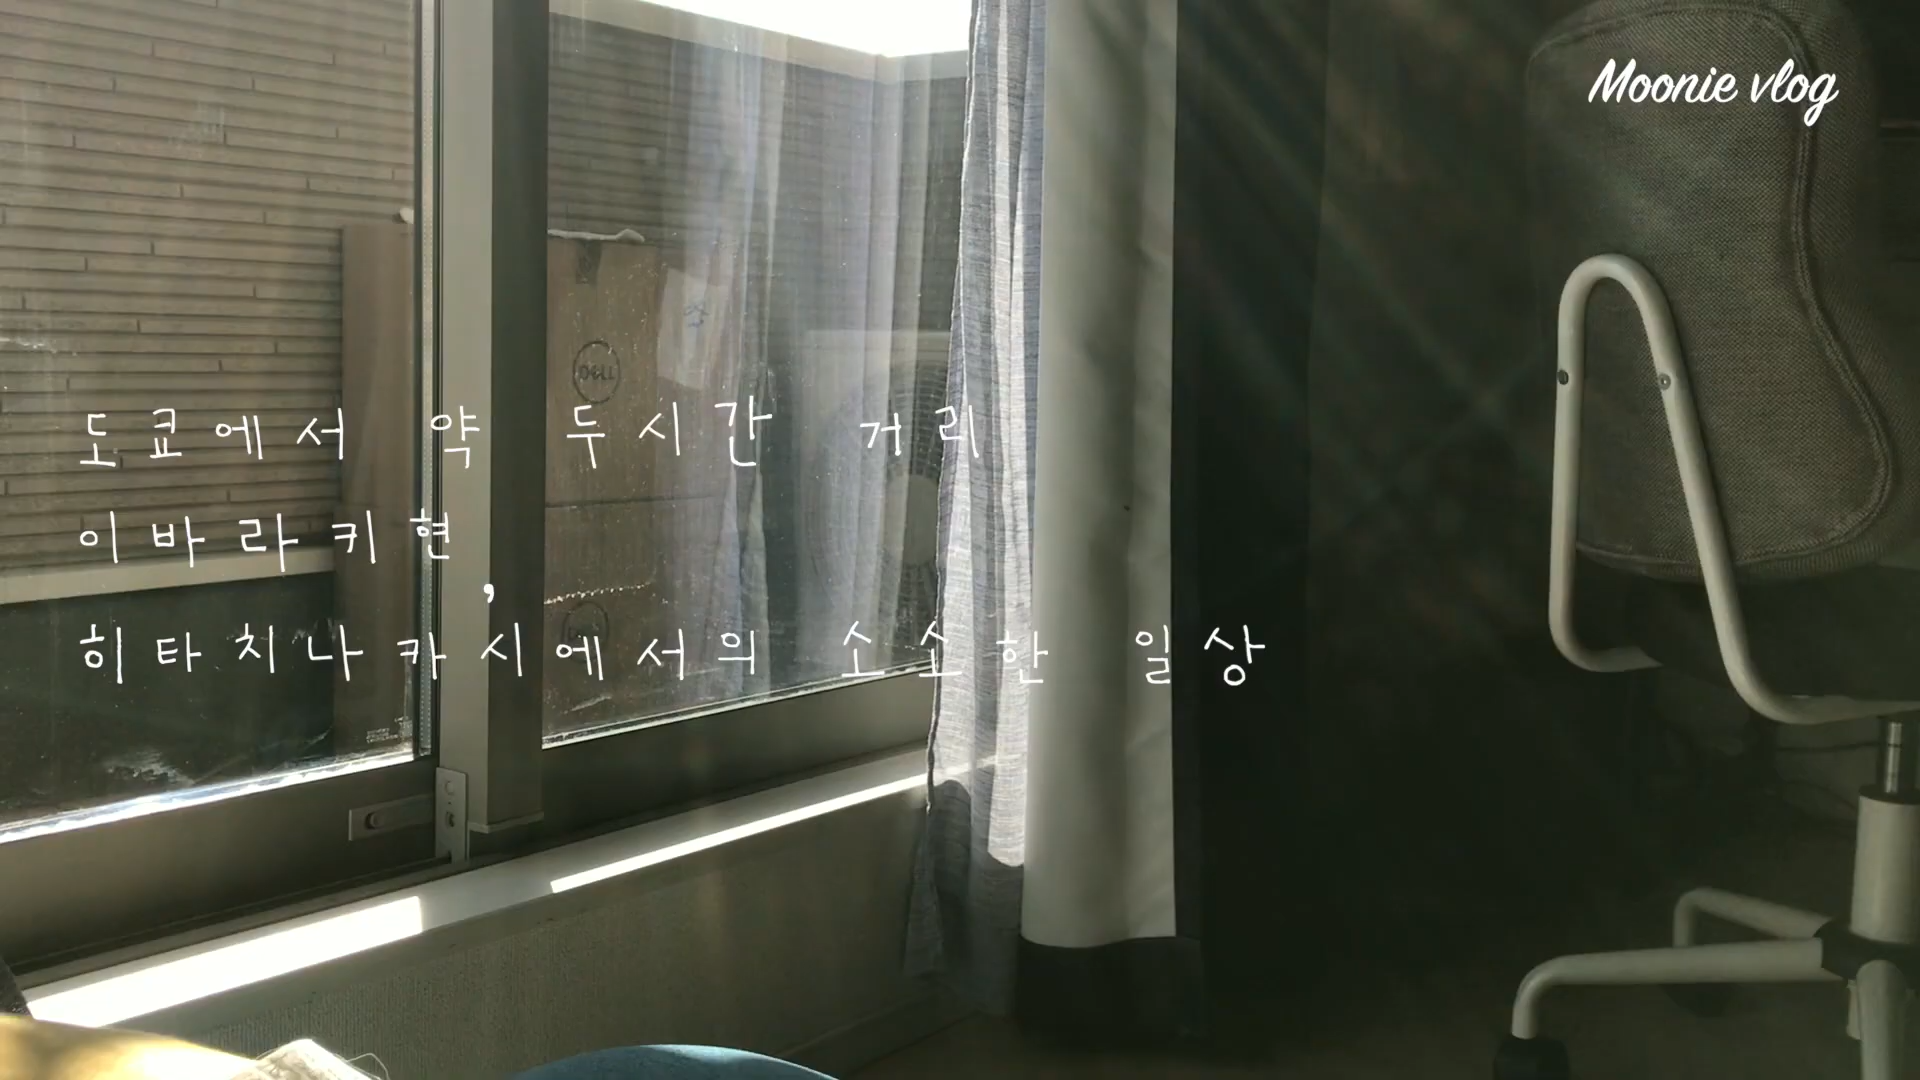 Moonie vlog
DELL
도쿄에서 약 두시간 거리
이바라키현,
히타치나카시에서의 소소한 일상